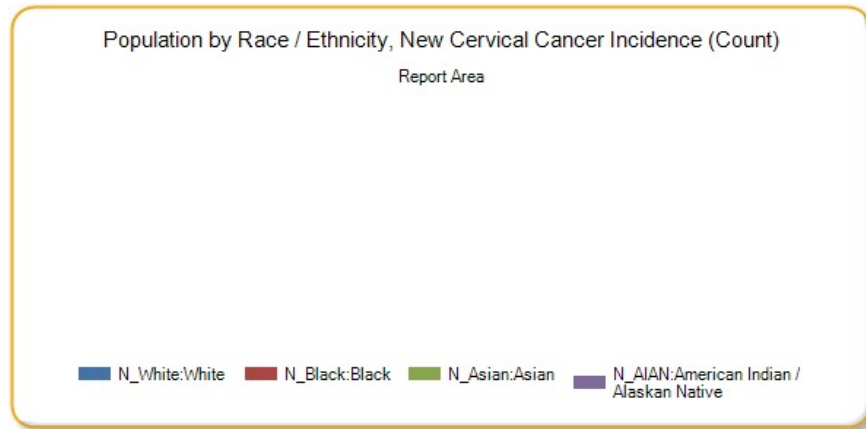 Population by Race / Ethnicity, New Cervical Cancer Incidence (Count)
Report Area
N_White:White
N_Black:Black
N_Asian:Asian
N_AIAN:American Indian /
Alaskan Native